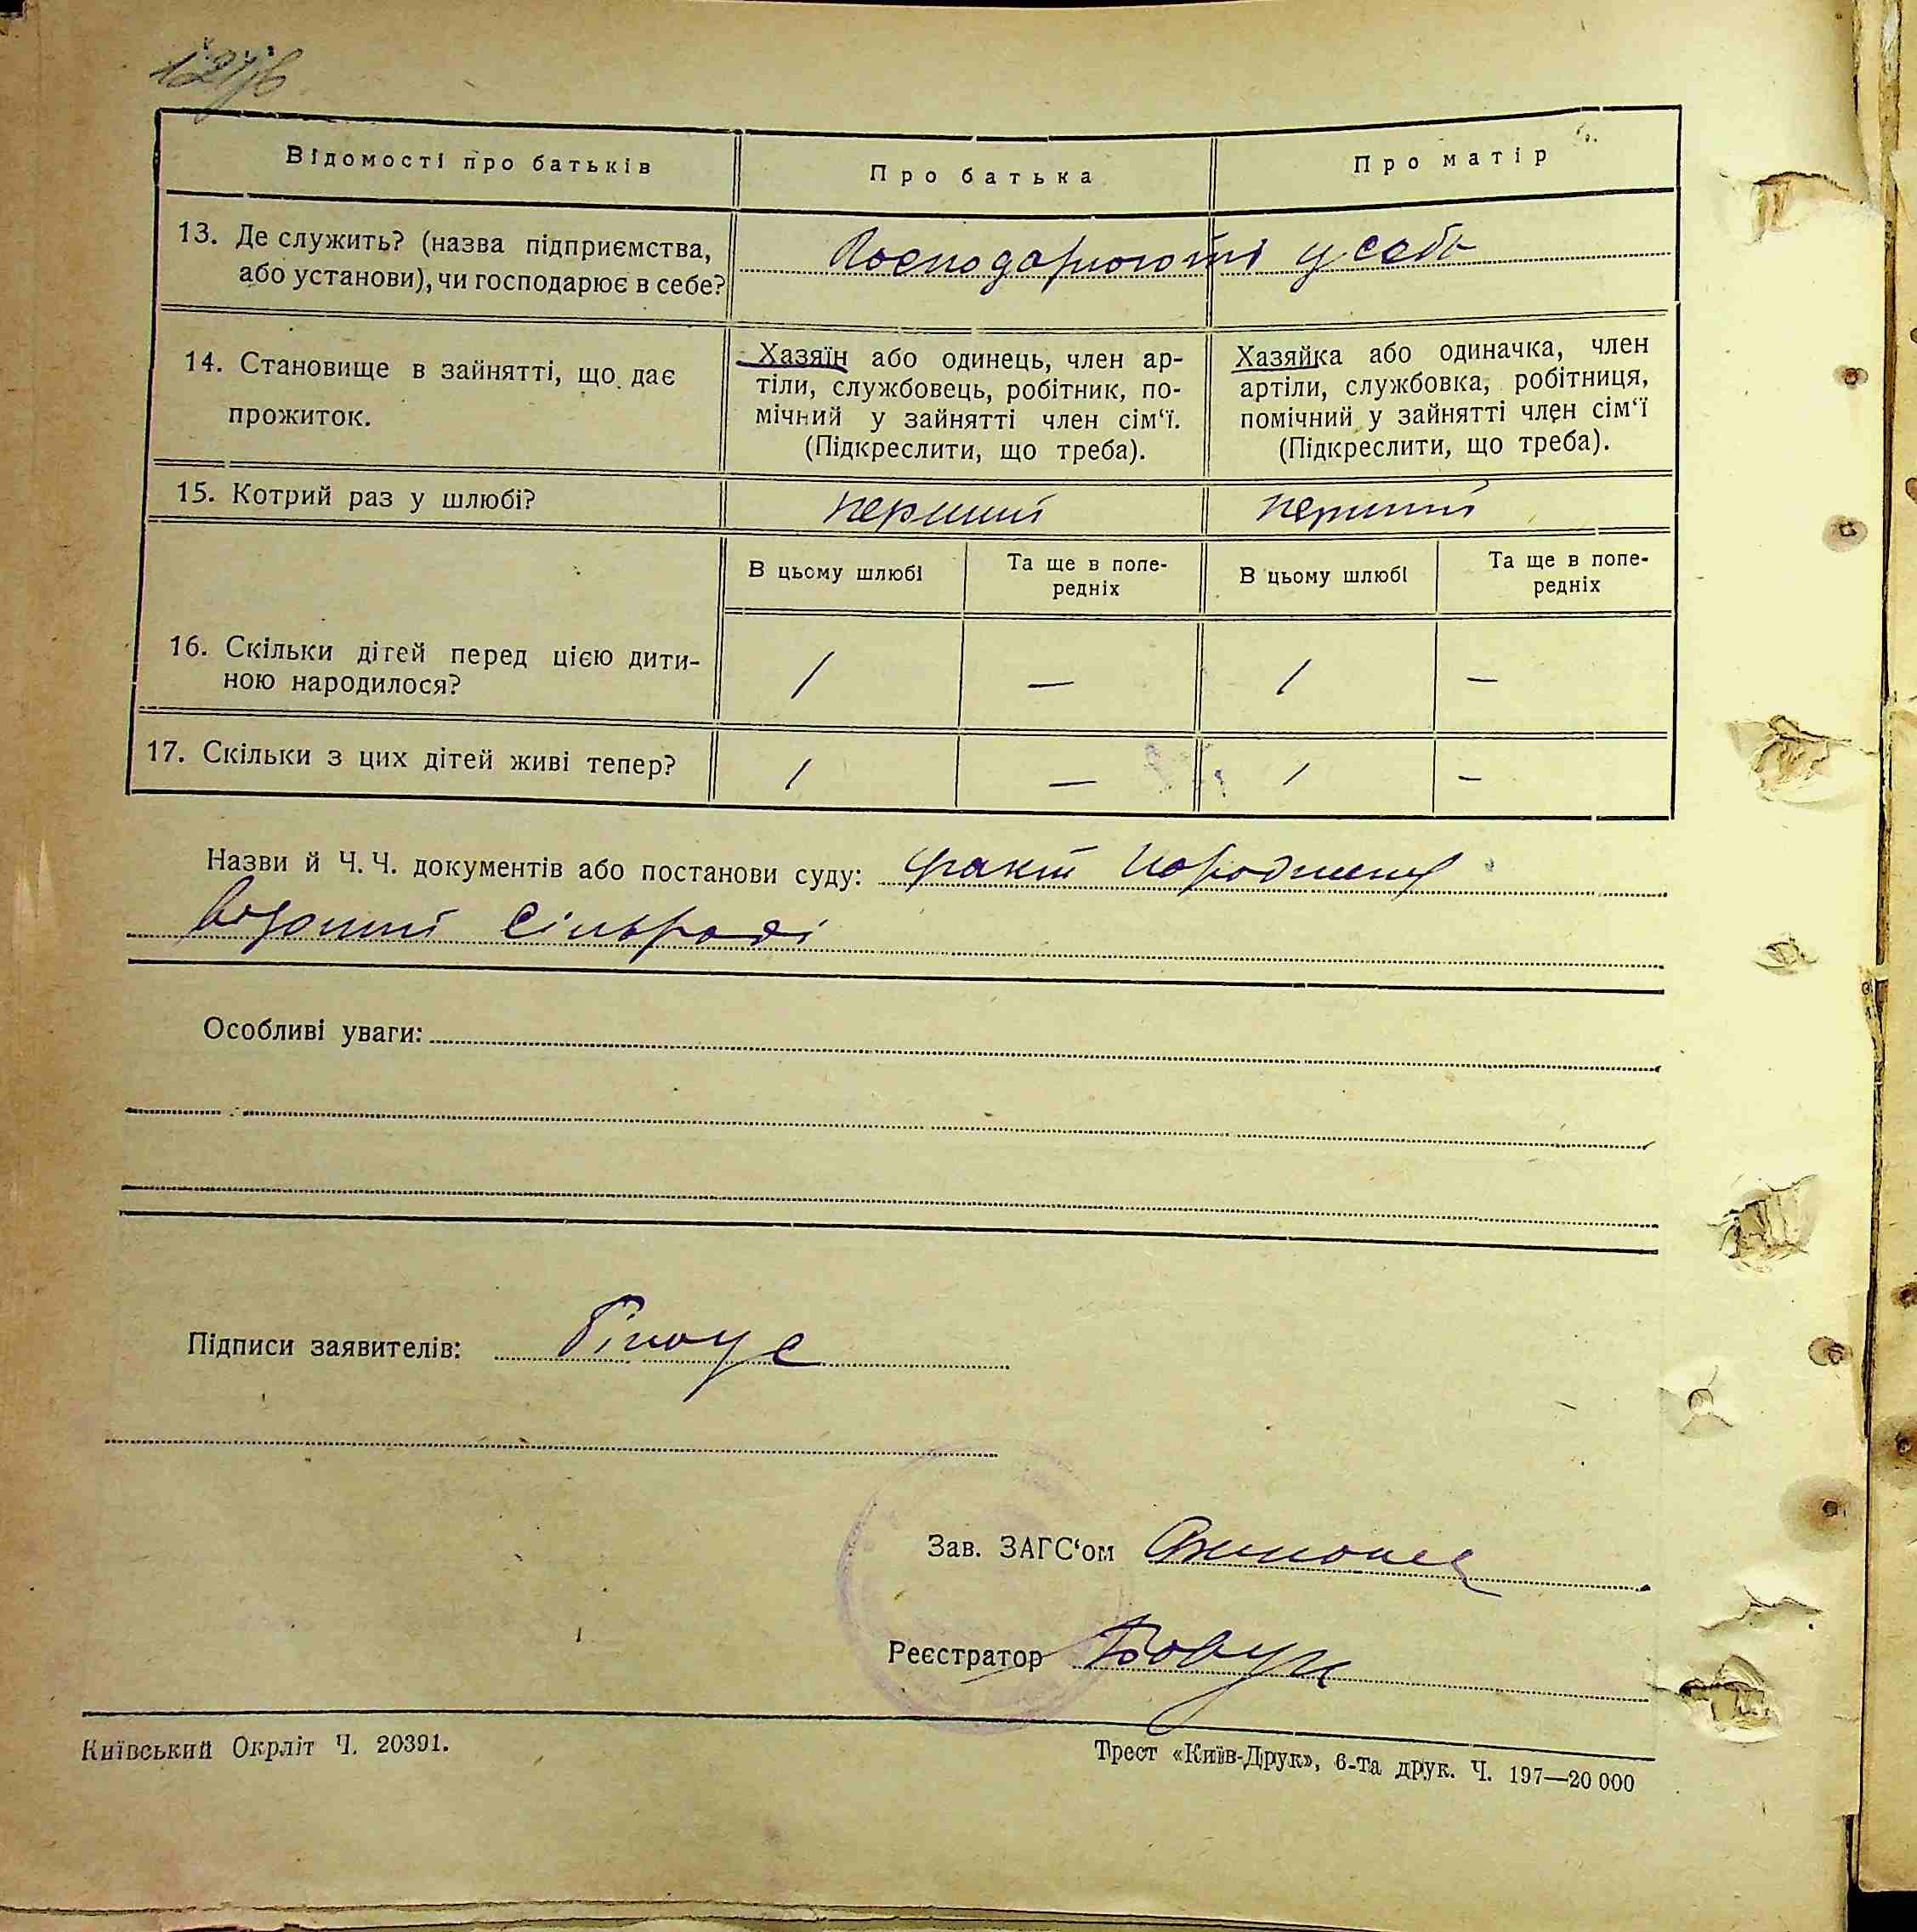 Відомості про батьків
Про батька
Про матір
13. Де служить? (назва підприємства,
або установи), чи господарює в себе?
Господарюють у себе
14. Становище в зайнятті, що дає
прожиток.
Хазяїн або одинець, член ар-
тіли, службовець, робітник, по-
мічний у зайнятті член сім‘ї.
(Підкреслити, що треба).
Хазяйка або одиначка, член
артіли, службовка, робітниця,
помічний у зайнятті член сім‘ї
(Підкреслити, що треба).
15. Котрий раз у шлюбі?
перший
перший
В цьому шлюбі
Та ще в попе-
редніх
В цьому шлюбі
Та ще в попе-
редніх
16. Скільки дітей перед цією дити-
ною народилося?
1
—
1
—
17. Скільки з цих дітей живі тепер?
1
—
1
—
Назви й Ч. Ч. документів або постанови суду: факт народження
відомий сільраді
Особливі уваги:
Підписи заявителів:
Зав. ЗАГС‘ом
Реєстратор
Київський Окрліт Ч. 20391.
Трест «Київ-Друк», 6-та друк. Ч. 197—20 000